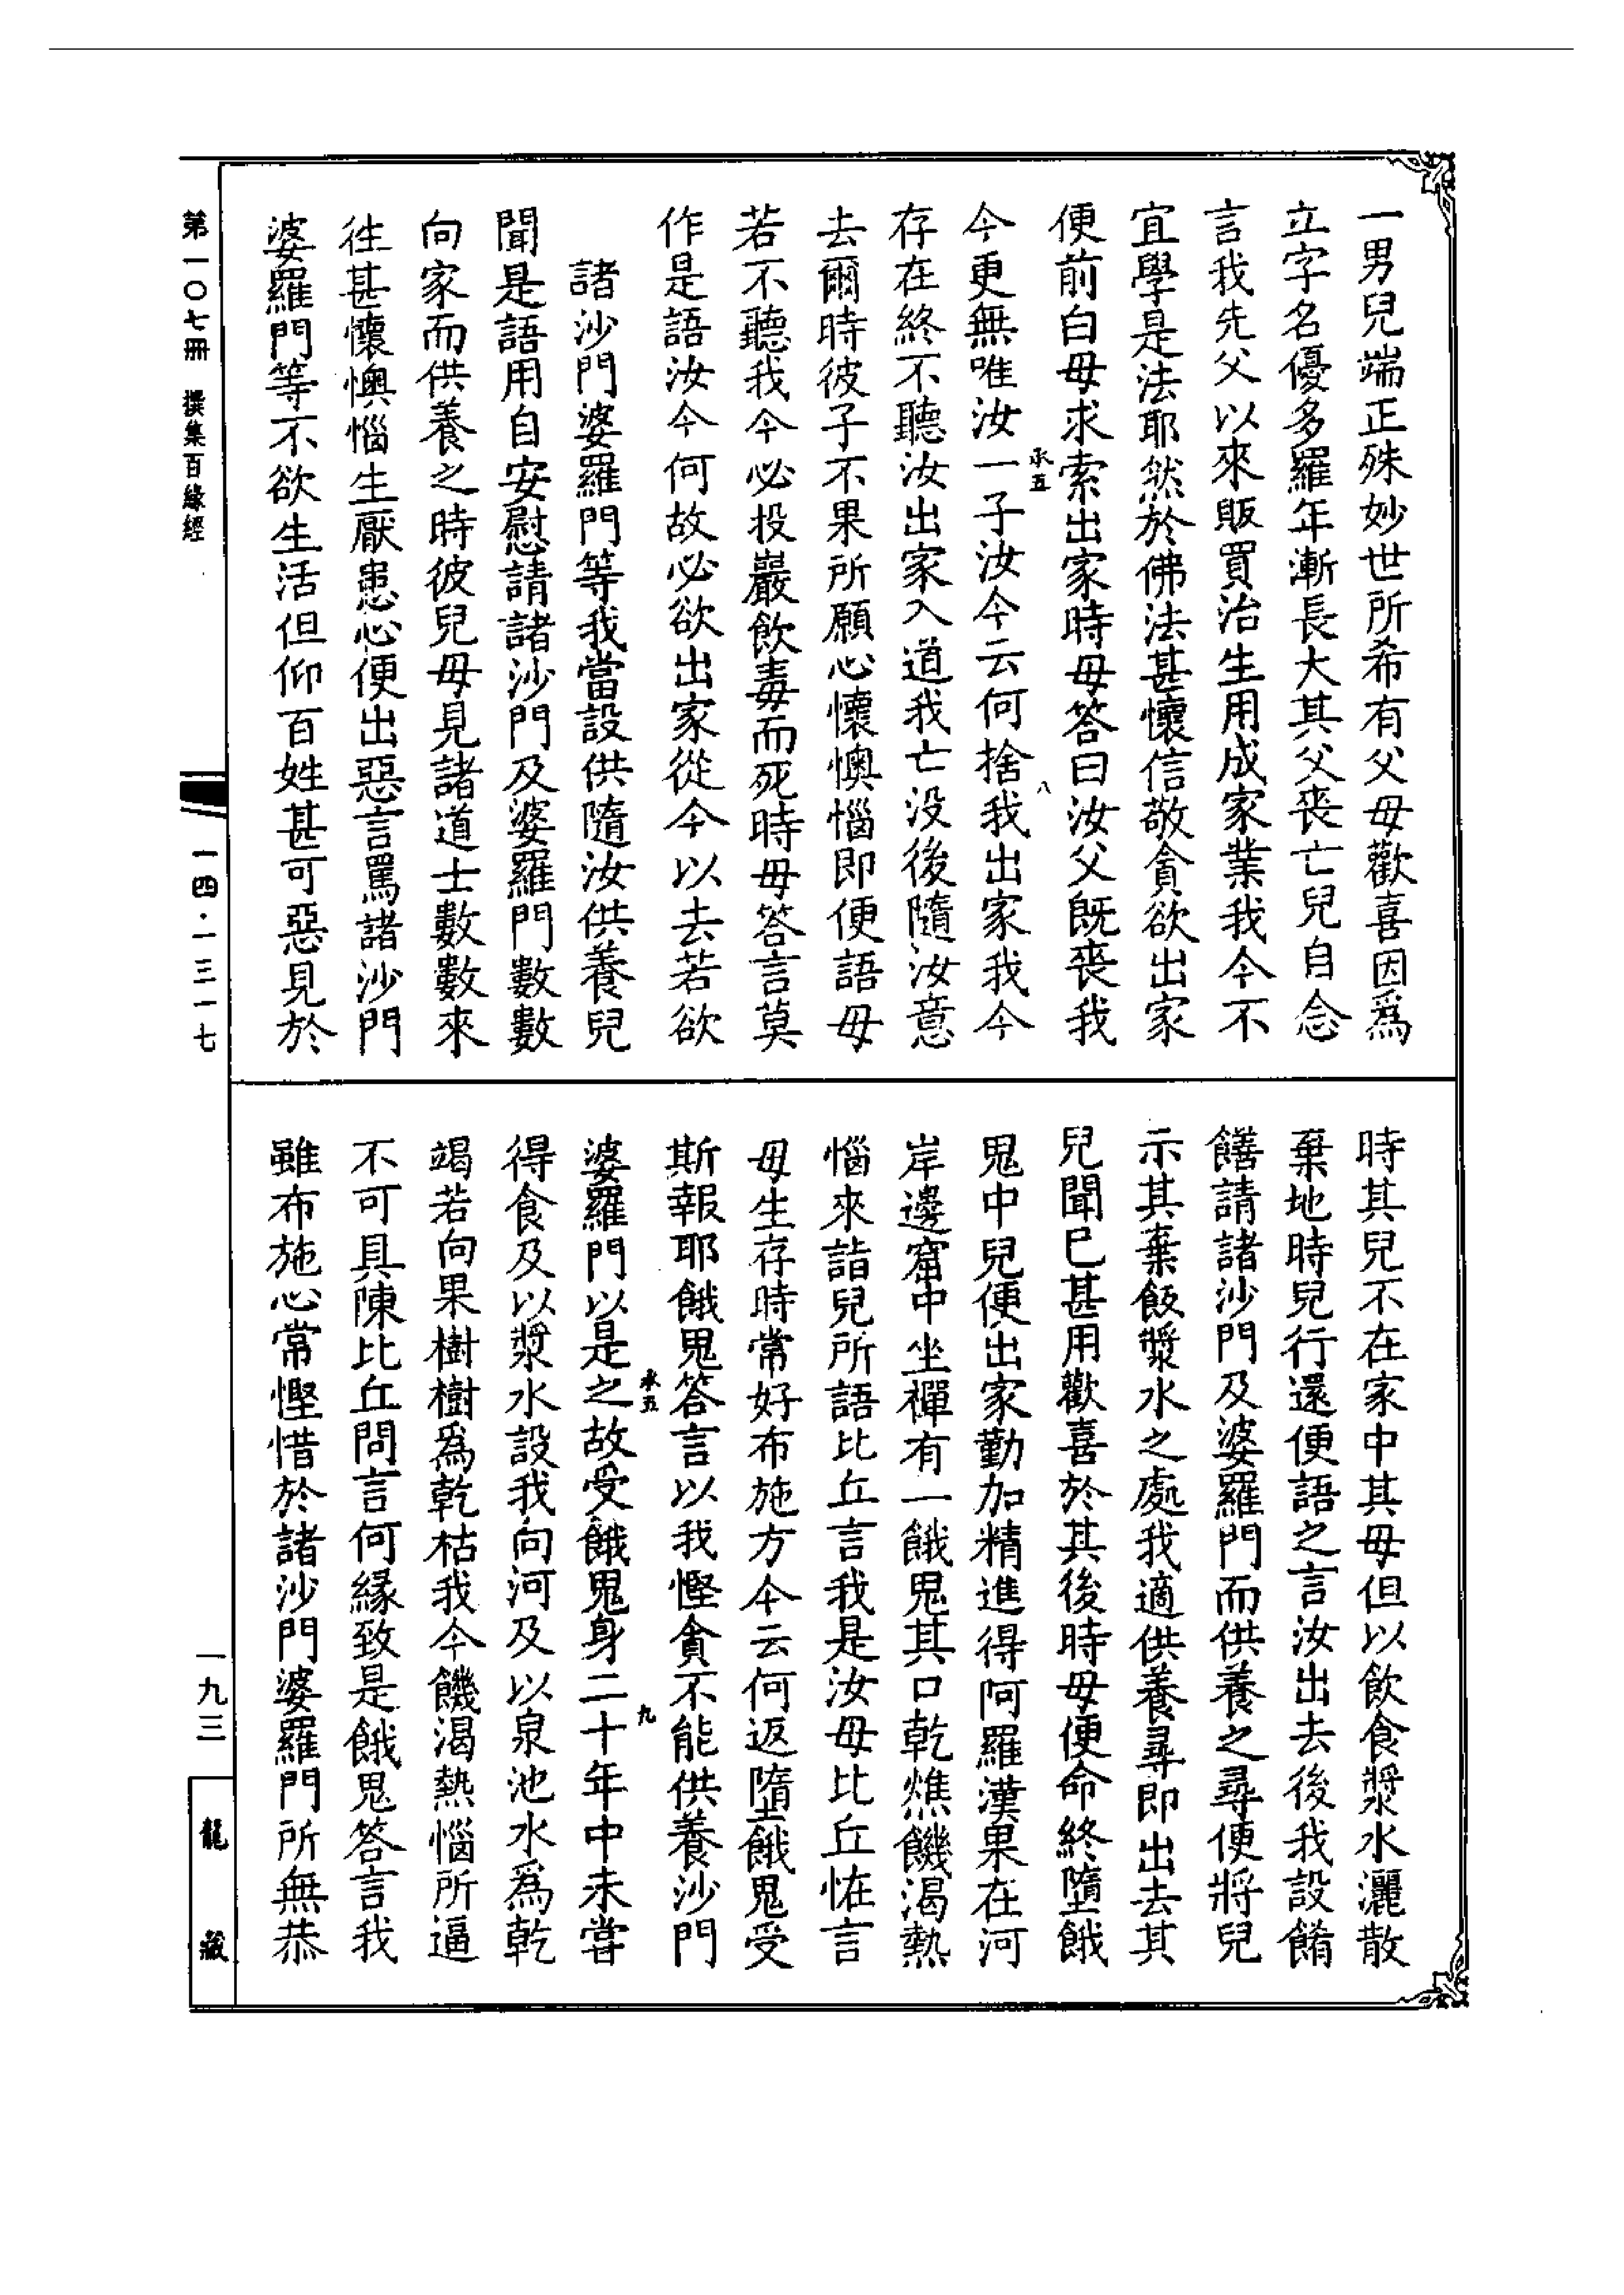 一男兒端正殊妙世所希有父母歡喜因爲
立字名優多羅年漸長大其父喪亡兒自念
言我先父以來販買治生用成家業我今不
宜學是法耶然於佛法甚懷信敬貪欲出家
便前白母求索出家時母答曰汝父既喪我
承五
八
今更無唯汝一子汝今云何捨我出家我今
存在終不聽汝出家入道我亡没後隨汝意
去爾時彼子不果所願心懷懊惱即便語母
若不聽我今必投巖飲毒而死時母答言莫
作是語汝今何故必欲出家從今以去若欲
諸沙門婆羅門等我當設供隨汝供養兒
聞是語用自安慰請諸沙門及婆羅門數數
向家而供養之時彼兒母見諸道士數數來
往甚懷懊惱生厭患心便出惡言罵諸沙門
婆羅門等不欲生活但仰百姓甚可惡見於
時其兒不在家中其母但以飲食漿水灑散
棄地時兒行還便語之言汝出去後我設餚
饍請諸沙門及婆羅門而供養之尋便將兒
示其棄飯漿水之處我適供養尋即出去其
兒聞已甚用歡喜於其後時母便命終墮餓
鬼中兒便出家勤加精進得阿羅漢果在河
岸邊窟中坐禪有一餓鬼其口乾燋饑渴熱
惱來詣兒所語比丘言我是汝母比丘恠言
母生存時常好布施方今云何返墮餓鬼受
斯報耶餓鬼答言以我慳貪不能供養沙門
承五
九
婆羅門以是之故受餓鬼身二十年中未嘗
得食及以漿水設我向河及以泉池水爲乾
竭若向果樹樹爲乾枯我今饑渴熱惱所逼
不可具陳比丘問言何緣致是餓鬼答言我
雖布施心常慳惜於諸沙門婆羅門所無恭
第一〇七冊 撰集百緣經
一四·一三一七
一九三
龍藏